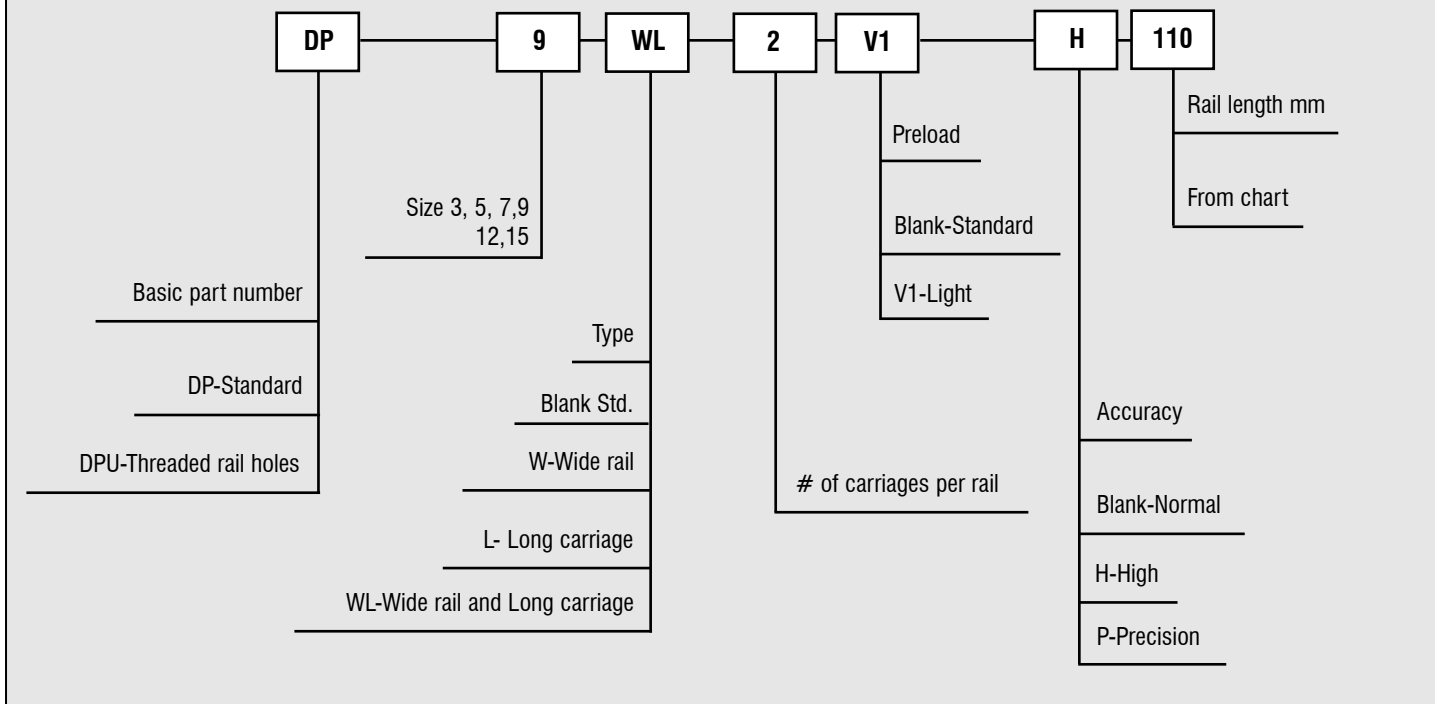 DP 9 WL 2 V1 H 110
Rail length mm
From chart
Preload
Blank-Standard
V1-Light
Size 3, 5, 7,9
12,15
Basic part number
DP-Standard
DPU-Threaded rail holes
Type
Blank Std.
W-Wide rail
L- Long carriage
WL-Wide rail and Long carriage
# of carriages per rail
Accuracy
Blank-Normal
H-High
P-Precision